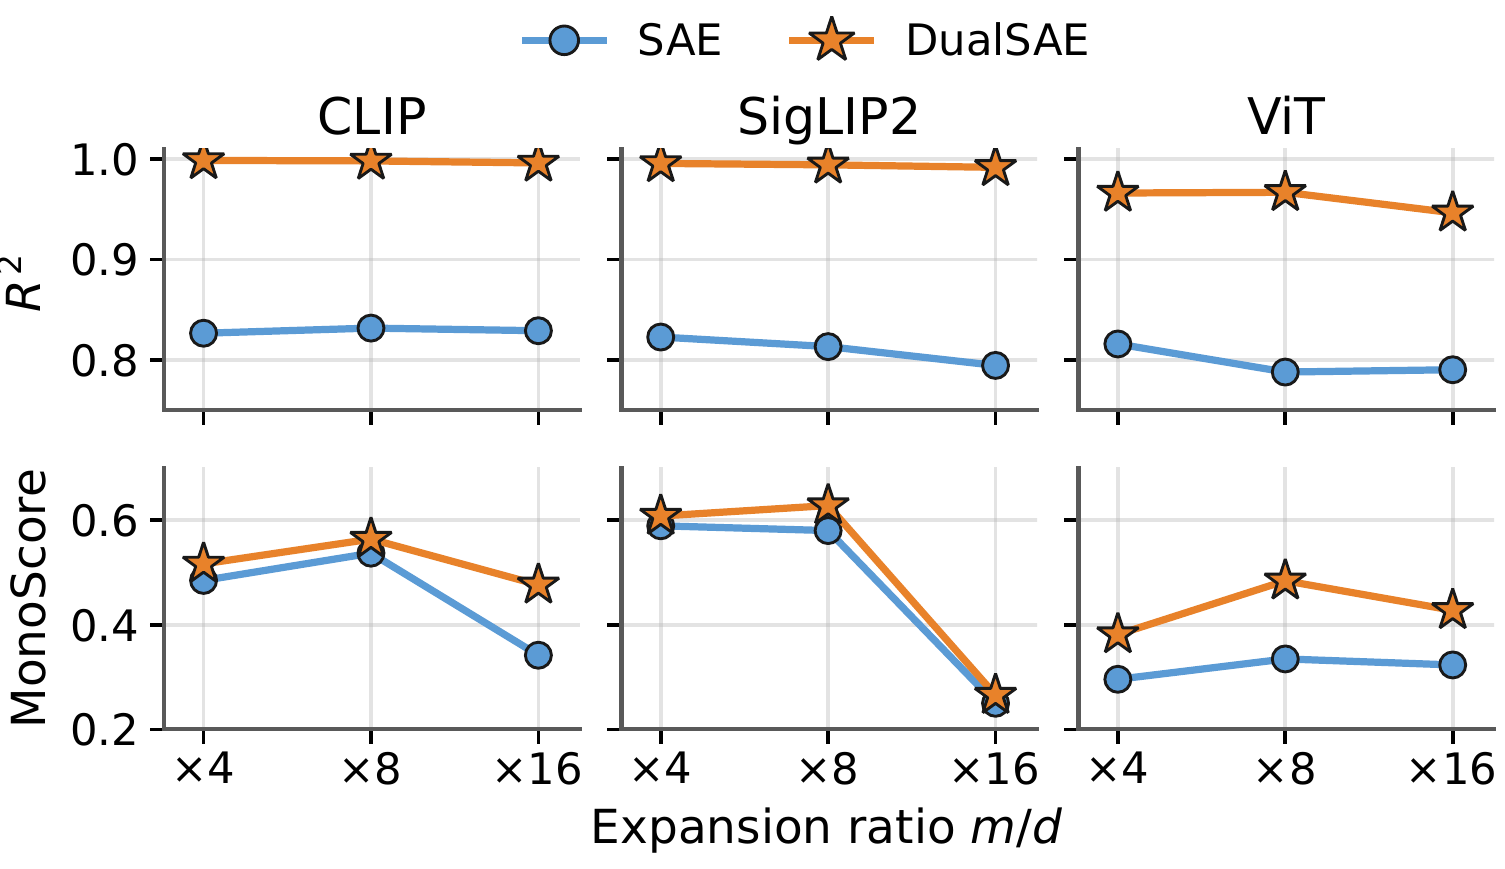 SAE DualSAE
CLIP SigLIP2 ViT
1.0
0.9
0.8
R²
0.6
0.4
0.2
MonoScore
×4 ×8 ×16 ×4 ×8 ×16 ×4 ×8 ×16
Expansion ratio m/d